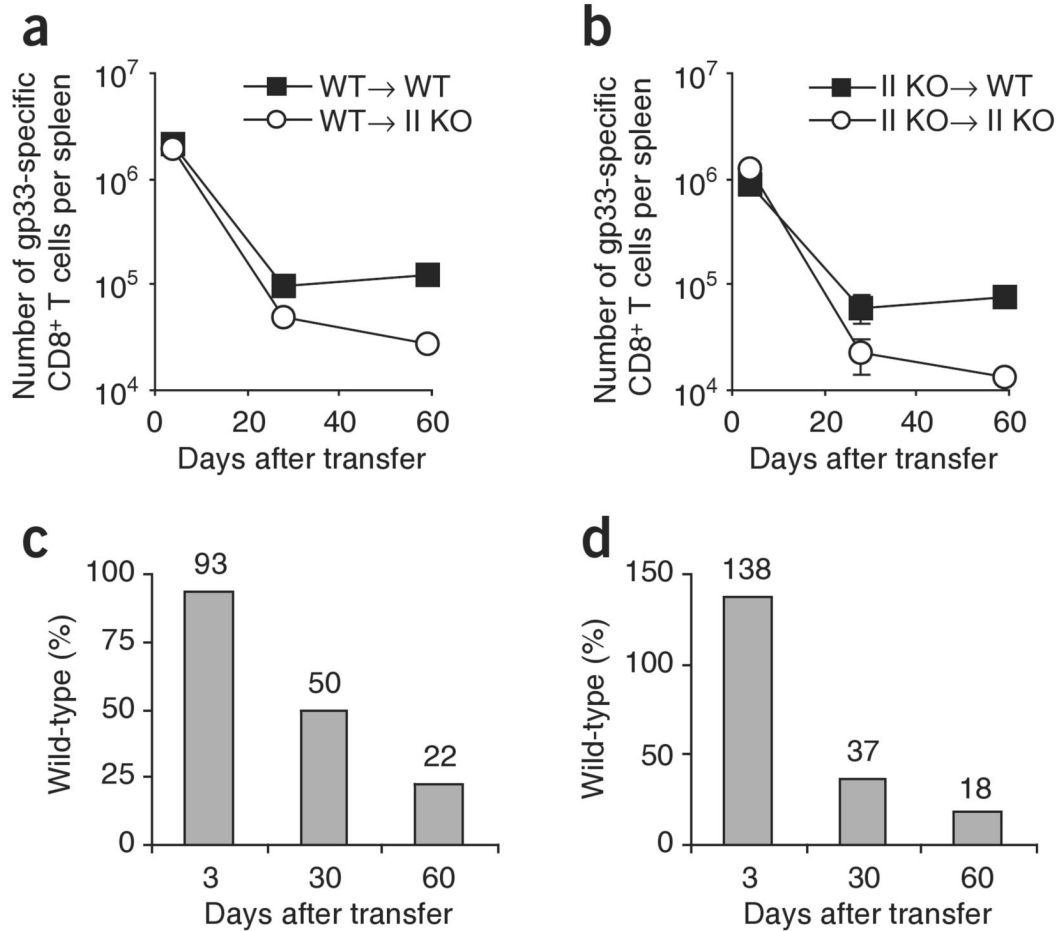 a
Number of gp33-specific
CD8⁺ T cells per spleen
10⁷
10⁶
10⁵
10⁴
WT→ WT
WT→ II KO
0 20 40 60
Days after transfer
b
Number of gp33-specific
CD8⁺ T cells per spleen
10⁷
10⁶
10⁵
10⁴
II KO→ WT
II KO→ II KO
0 20 40 60
Days after transfer
c
Wild-type (%)
100
75
50
25
0
93
50
22
3 30 60
Days after transfer
d
Wild-type (%)
150
100
50
0
138
37
18
3 30 60
Days after transfer